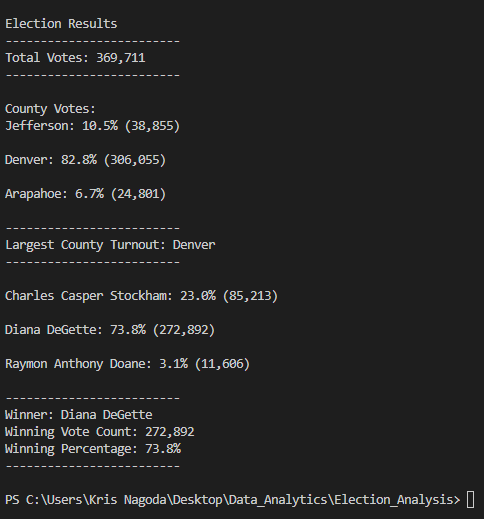 Election Results
-------------------------
Total Votes: 369,711
-------------------------
County Votes:
Jefferson: 10.5% (38,855)
Denver: 82.8% (306,055)
Arapahoe: 6.7% (24,801)
-------------------------
Largest County Turnout: Denver
-------------------------
Charles Casper Stockham: 23.0% (85,213)
Diana DeGette: 73.8% (272,892)
Raymon Anthony Doane: 3.1% (11,606)
-------------------------
Winner: Diana DeGette
Winning Vote Count: 272,892
Winning Percentage: 73.8%
-------------------------
PS C:\Users\Kris Nagoda\Desktop\Data_Analytics\Election_Analysis>